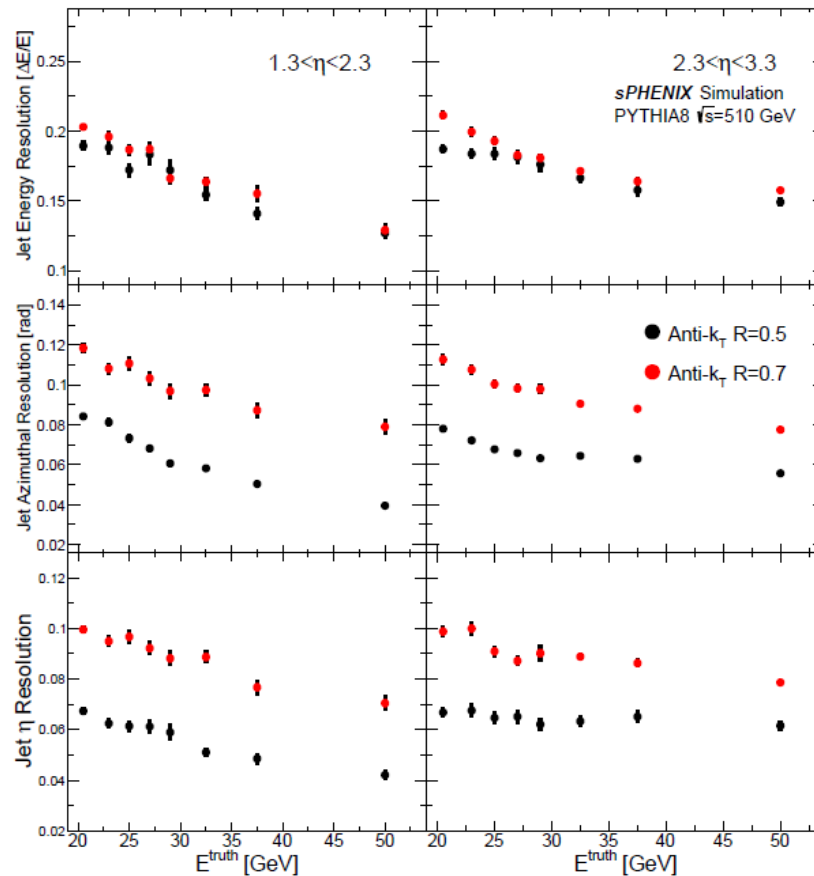 Jet Energy Resolution [ΔE/E]
0.25
0.2
0.15
0.1
1.3<η<2.3
2.3<η<3.3
sPHENIX Simulation
PYTHIA8 √s=510 GeV
Jet Azimuthal Resolution [rad]
0.14
0.12
0.1
0.08
0.06
0.04
0.02
Anti-k_T R=0.5
Anti-k_T R=0.7
Jet η Resolution
0.12
0.1
0.08
0.06
0.04
0.02
20 25 30 35 40 45 50
E^truth [GeV]
20 25 30 35 40 45 50
E^truth [GeV]